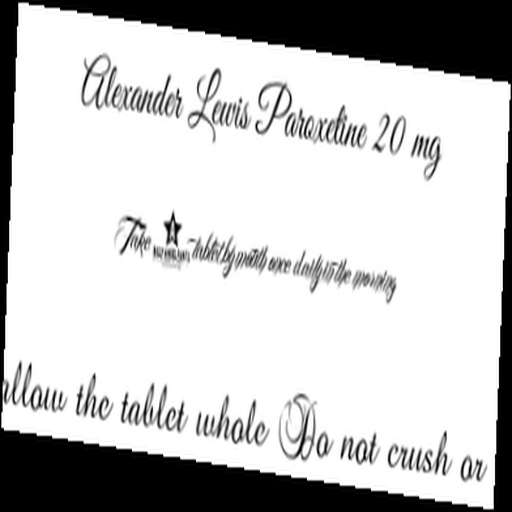 Alexander Lewis Paroxetine 20 mg
Take tablet by mouth once daily in the morning
allow the tablet whole Do not crush or